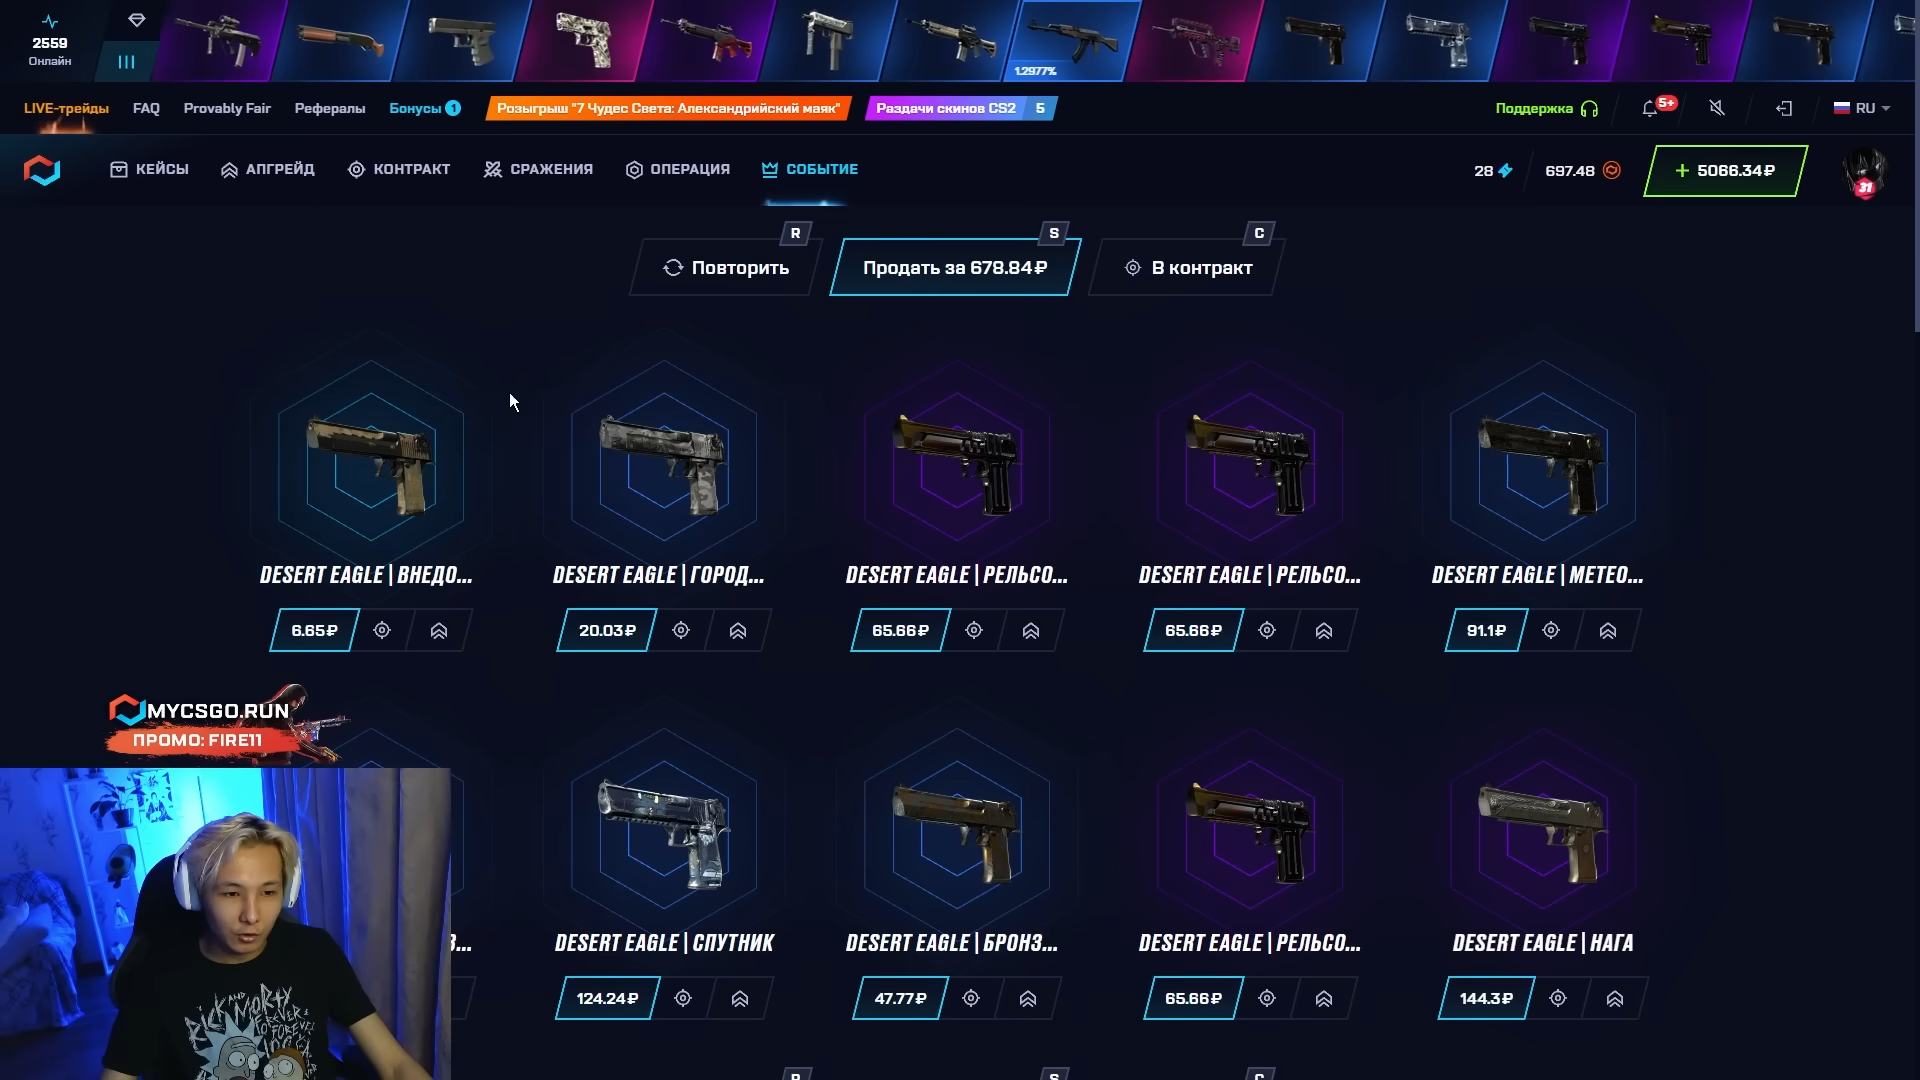 2559
Онлайн
1.2977%
LIVE-трейды
FAQ
Provably Fair
Рефералы
Бонусы 1
Розыгрыш "7 Чудес Света: Александрийский маяк"
Раздачи скинов CS2 5
Поддержка
5+
RU
КЕЙСЫ
АПГРЕЙД
КОНТРАКТ
СРАЖЕНИЯ
ОПЕРАЦИЯ
СОБЫТИЕ
28
697.48
+ 5066.34₽
31
R
S
C
Повторить
Продать за 678.84₽
В контракт
DESERT EAGLE | ВНЕДО...
DESERT EAGLE | ГОРОД...
DESERT EAGLE | РЕЛЬСО...
DESERT EAGLE | РЕЛЬСО...
DESERT EAGLE | МЕТЕО...
6.65₽
20.03₽
65.66₽
65.66₽
91.1₽
MYCSGO.RUN
ПРОМО: FIRE11
DESERT EAGLE | СПУТНИК
DESERT EAGLE | БРОНЗ...
DESERT EAGLE | РЕЛЬСО...
DESERT EAGLE | НАГА
124.24₽
47.77₽
65.66₽
144.3₽
RICK AND MORTY
R
S
C